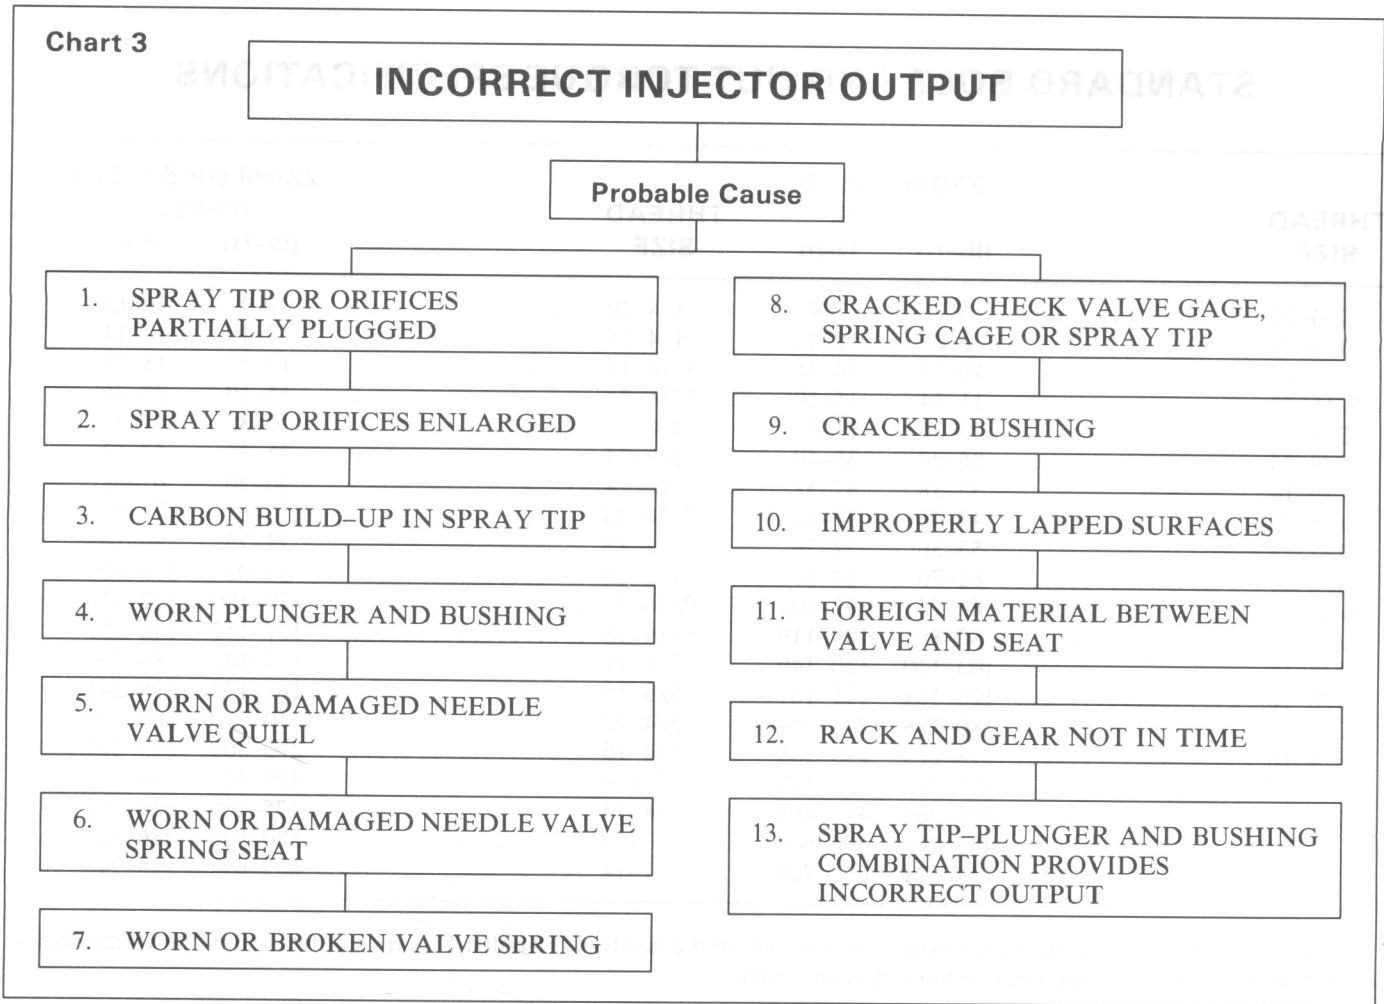 Chart 3
INCORRECT INJECTOR OUTPUT
Probable Cause
1. SPRAY TIP OR ORIFICES
PARTIALLY PLUGGED
2. SPRAY TIP ORIFICES ENLARGED
3. CARBON BUILD–UP IN SPRAY TIP
4. WORN PLUNGER AND BUSHING
5. WORN OR DAMAGED NEEDLE
VALVE QUILL
6. WORN OR DAMAGED NEEDLE VALVE
SPRING SEAT
7. WORN OR BROKEN VALVE SPRING
8. CRACKED CHECK VALVE GAGE,
SPRING CAGE OR SPRAY TIP
9. CRACKED BUSHING
10. IMPROPERLY LAPPED SURFACES
11. FOREIGN MATERIAL BETWEEN
VALVE AND SEAT
12. RACK AND GEAR NOT IN TIME
13. SPRAY TIP–PLUNGER AND BUSHING
COMBINATION PROVIDES
INCORRECT OUTPUT